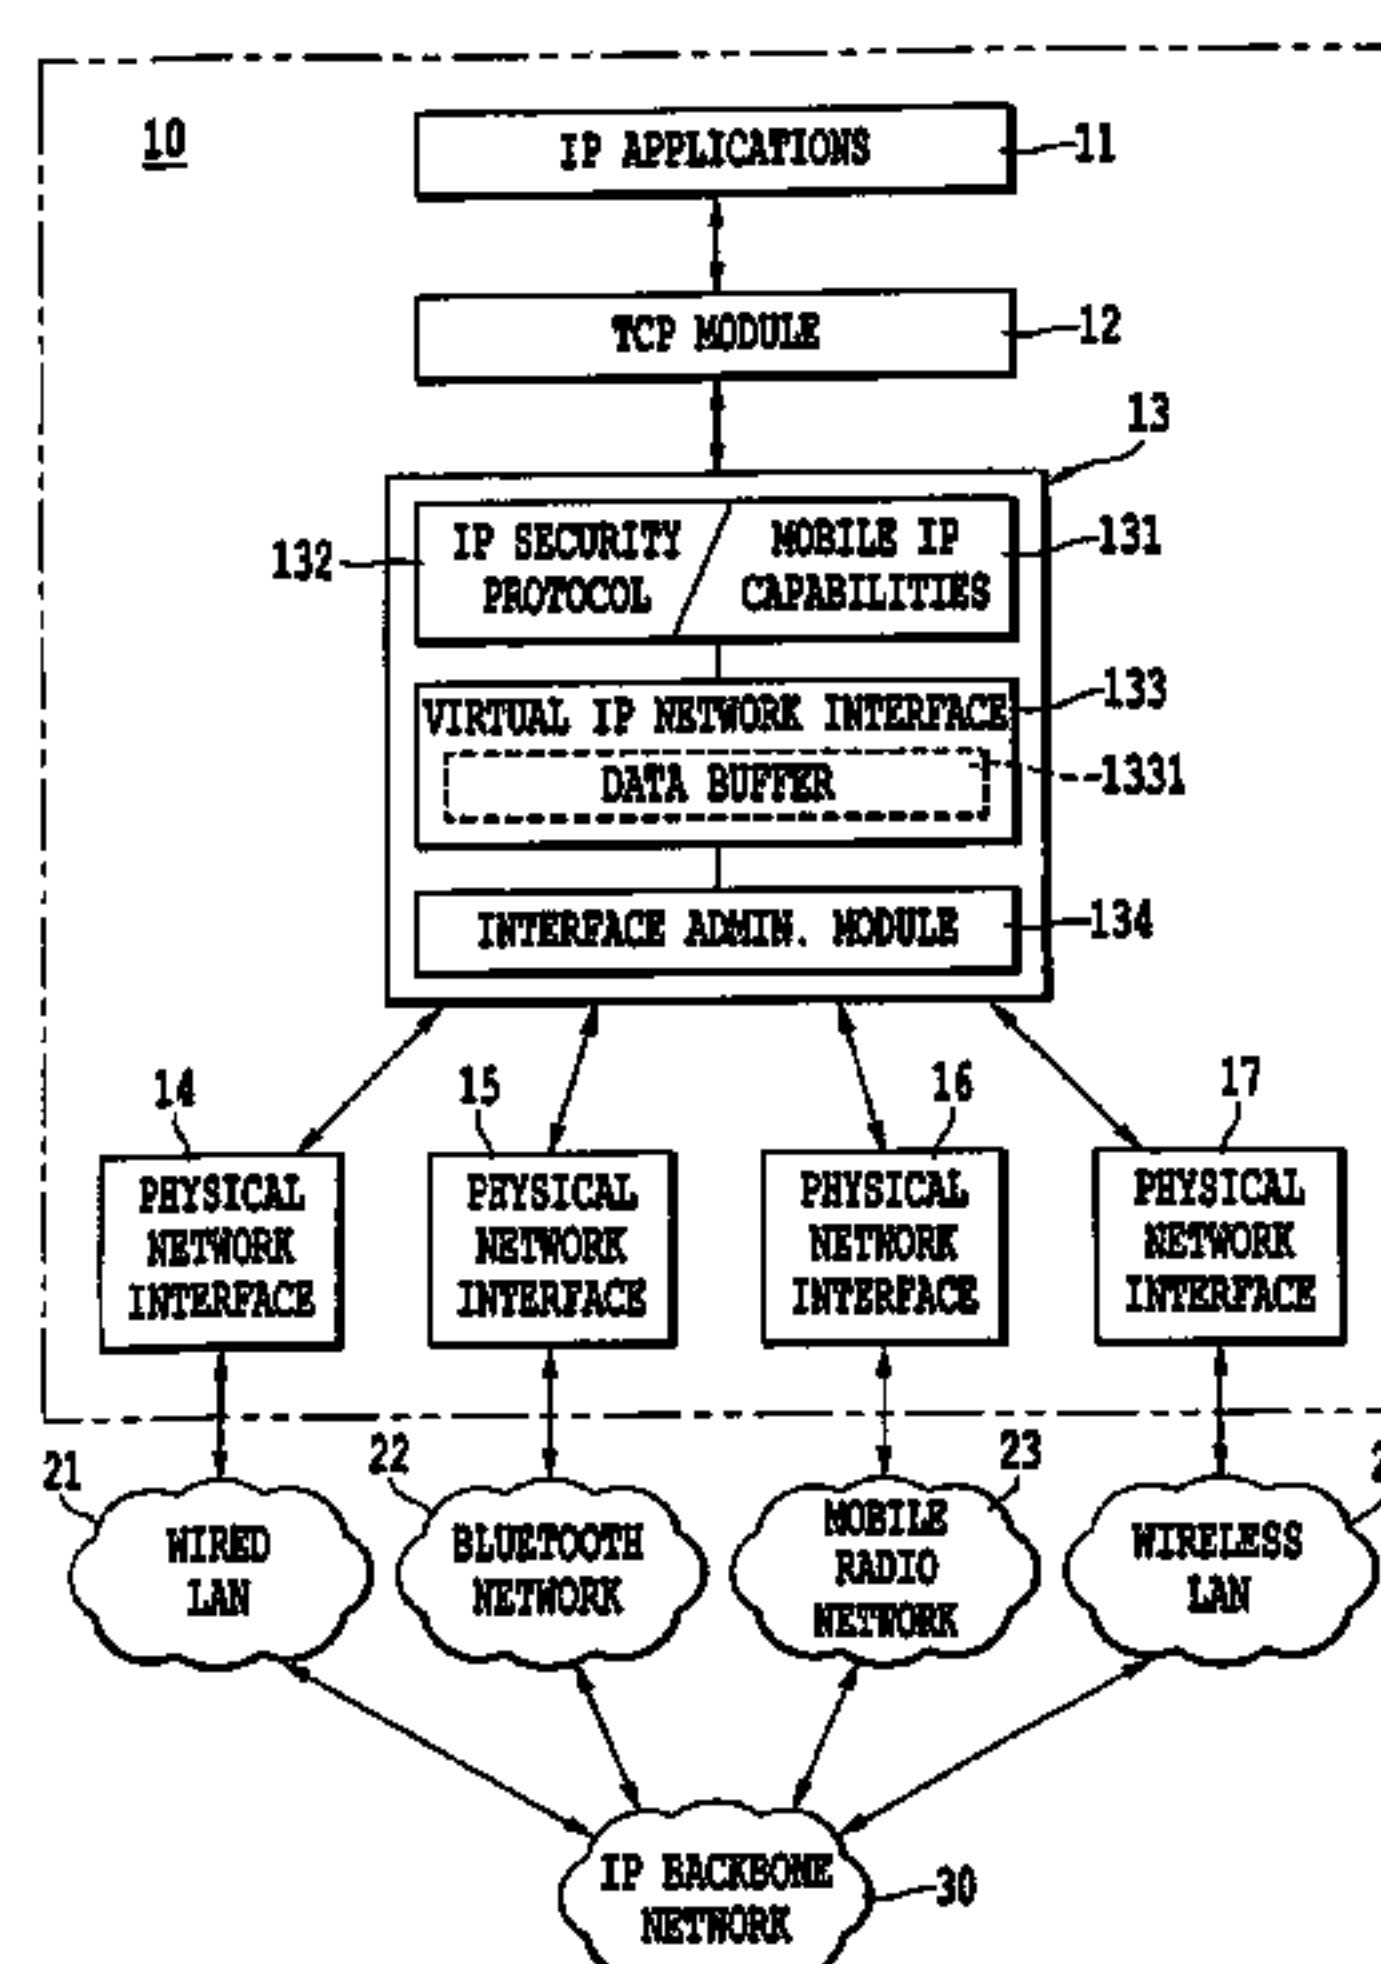 10
IP APPLICATIONS
11
TCP MODULE
12
13
132
IP SECURITY
PROTOCOL
MOBILE IP
CAPABILITIES
131
VIRTUAL IP NETWORK INTERFACE
133
DATA BUFFER
1331
INTERFACE ADMIN. MODULE
134
14
15
16
17
PHYSICAL
NETWORK
INTERFACE
PHYSICAL
NETWORK
INTERFACE
PHYSICAL
NETWORK
INTERFACE
PHYSICAL
NETWORK
INTERFACE
21
22
23
WIRED
LAN
BLUETOOTH
NETWORK
MOBILE
RADIO
NETWORK
WIRELESS
LAN
IP BACKBONE
NETWORK
30